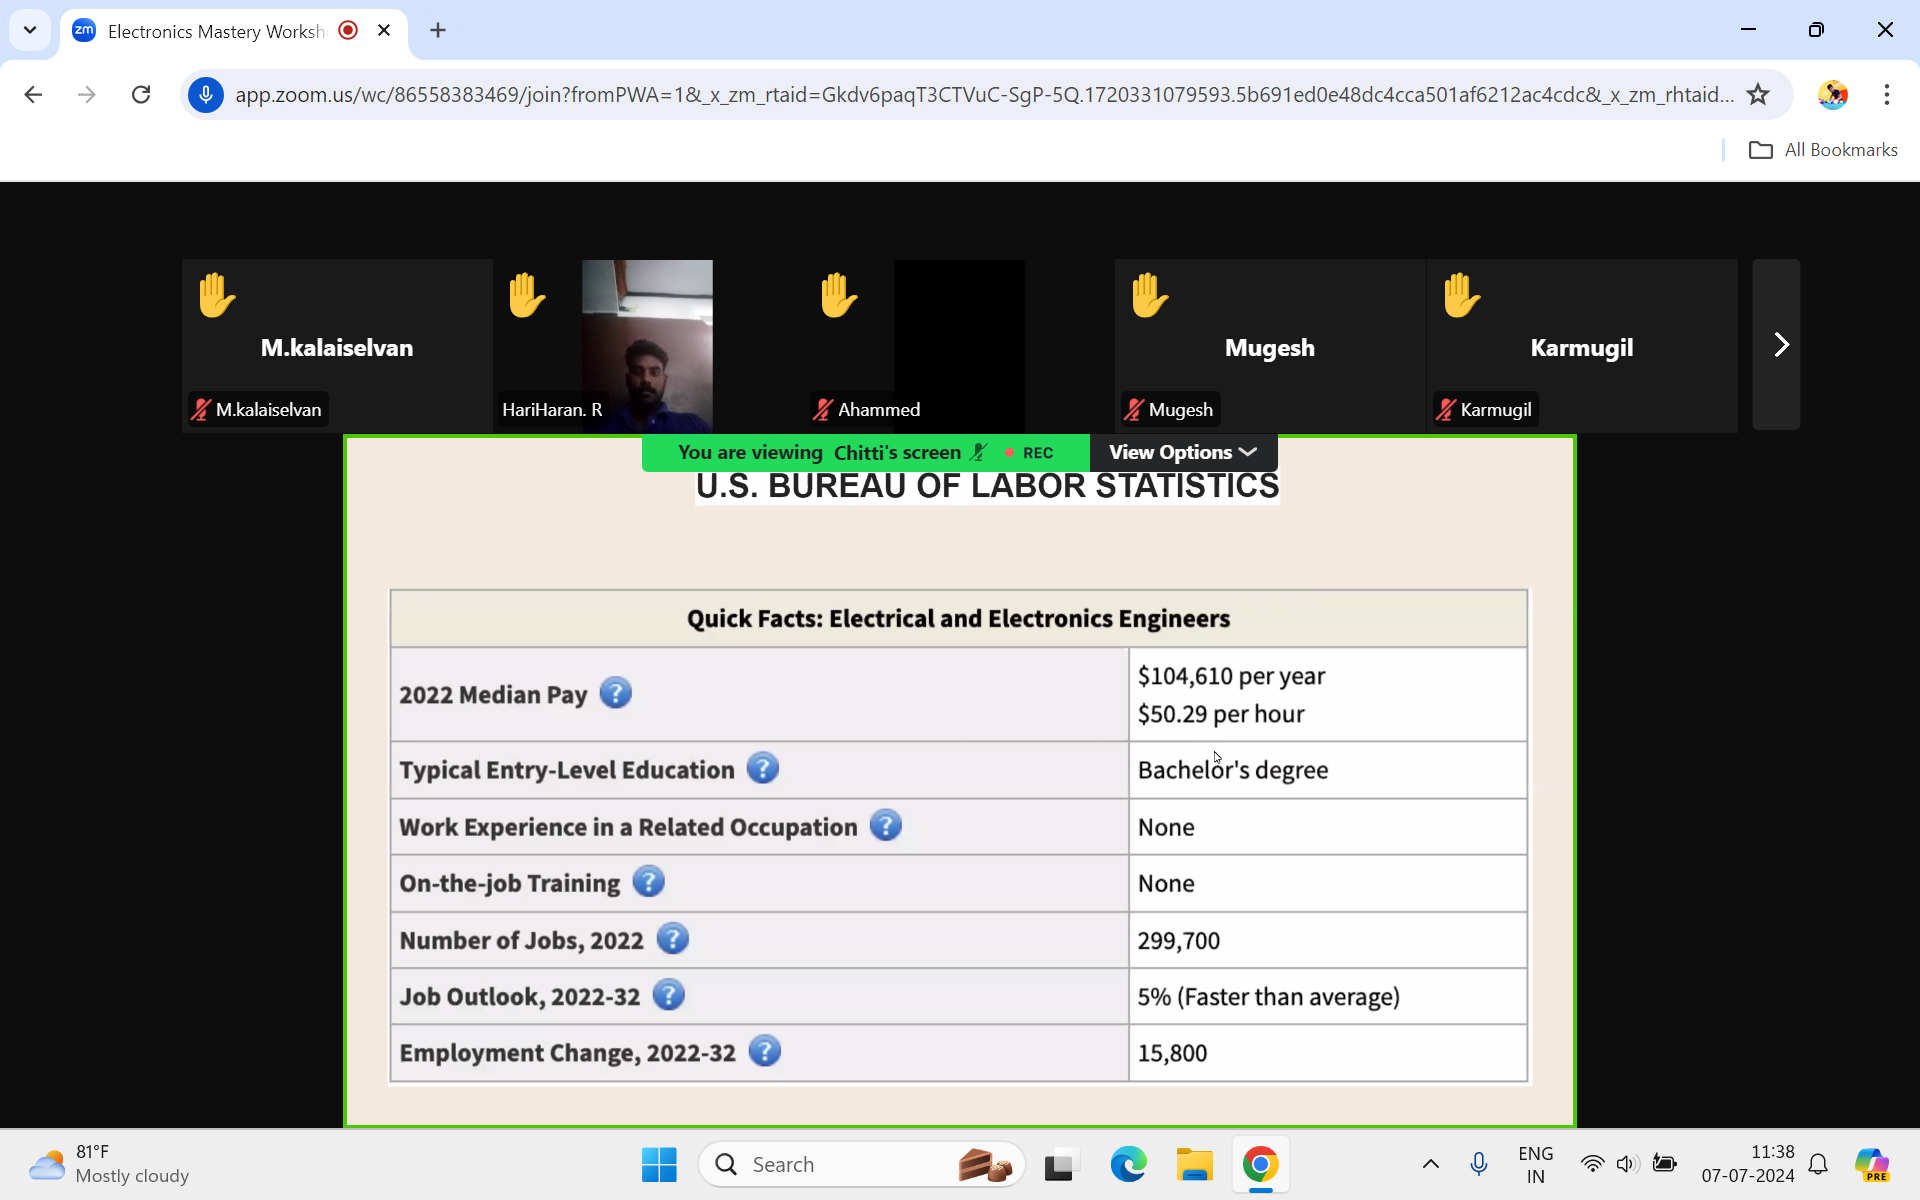 zm Electronics Mastery Worksh
app.zoom.us/wc/86558383469/join?fromPWA=1&_x_zm_rtaid=Gkdv6paqT3CTVuC-SgP-5Q.1720331079593.5b691ed0e48dc4cca501af6212ac4cdc&_x_zm_rhtaid...
All Bookmarks
M.kalaiselvan
Mugesh
Karmugil
M.kalaiselvan
HariHaran. R
Ahammed
Mugesh
Karmugil
You are viewing Chitti's screen REC View Options
U.S. BUREAU OF LABOR STATISTICS
Quick Facts: Electrical and Electronics Engineers
2022 Median Pay ? $104,610 per year
$50.29 per hour
Typical Entry-Level Education ? Bachelor's degree
Work Experience in a Related Occupation ? None
On-the-job Training ? None
Number of Jobs, 2022 ? 299,700
Job Outlook, 2022-32 ? 5% (Faster than average)
Employment Change, 2022-32 ? 15,800
81°F
Mostly cloudy
Search
ENG
IN
11:38
07-07-2024
PRE